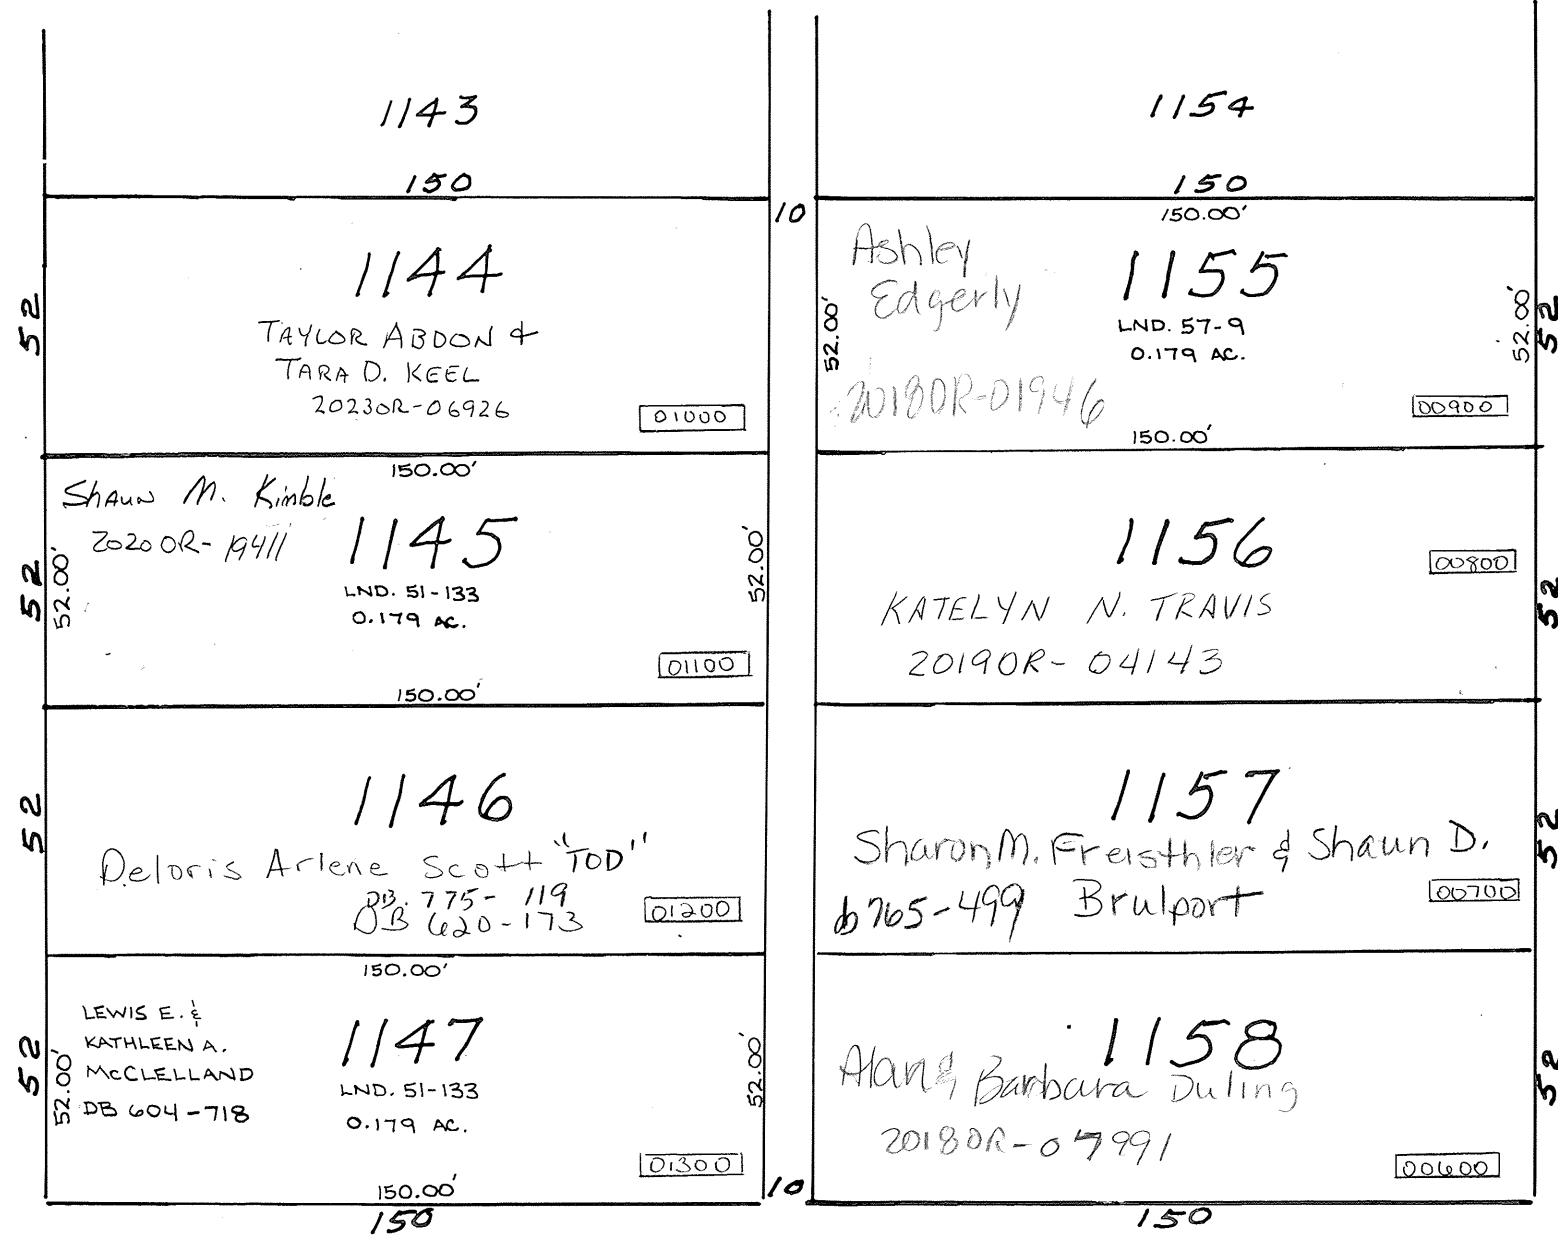 1143
150
52
1144
TAYLOR ABDON &
TARA D. KEEL
2023OR-06926
01000
150.00'
Shaun M. Kimble
2020OR-19411
1145
LND. 51-133
0.179 AC.
52
52.00'
52.00'
01100
150.00'
52
1146
Deloris Arlene Scott "TOD"
DB. 775-119
DB 620-173
01200
150.00'
LEWIS E. &
KATHLEEN A.
McCLELLAND
DB 604-718
1147
LND. 51-133
0.179 AC.
52
52.00'
52.00'
01300
150.00'
150
10
10
1154
150
150.00'
Ashley
Edgerly
2018OR-01946
1155
LND. 57-9
0.179 AC.
52.00'
52.00'
52
00900
150.00'
1156
00800
KATELYN N. TRAVIS
2019OR-04143
52
1157
Sharon M. Freisthler & Shaun D.
Brulport
db 765-499
00700
52
1158
Alan & Barbara Duling
2018OR-07991
00600
52
150